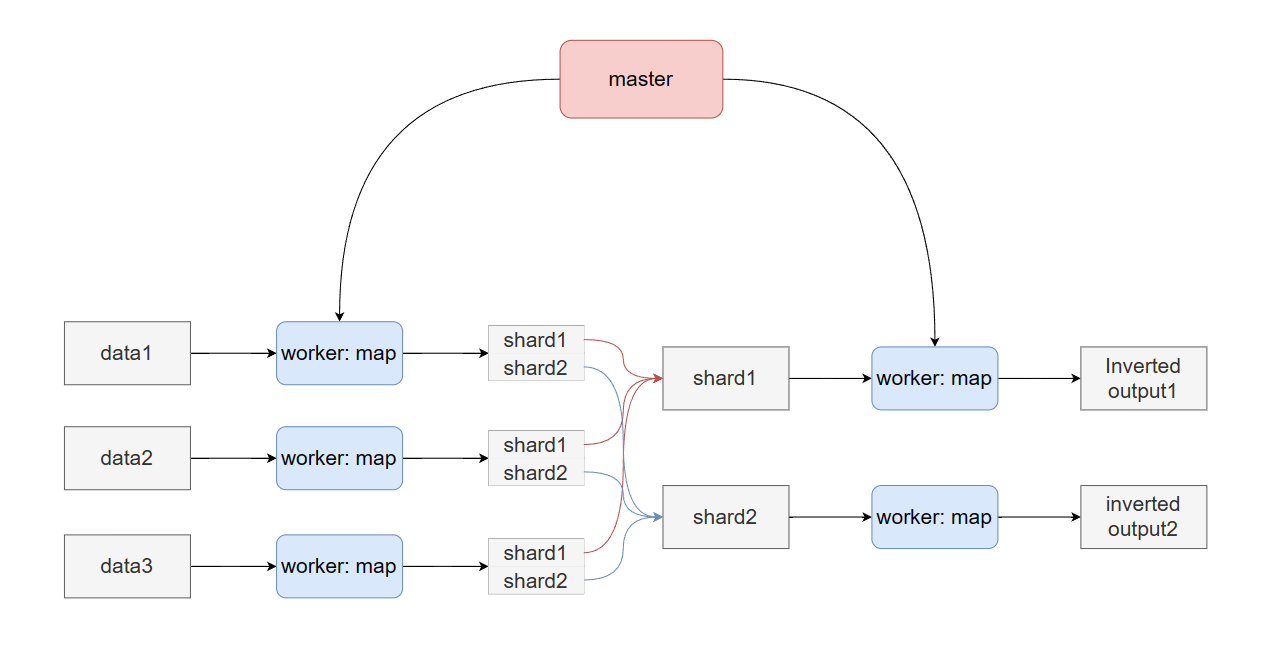 master
data1
worker: map
shard1
shard2
shard1
worker: map
Inverted
output1
data2
worker: map
shard1
shard2
shard2
worker: map
inverted
output2
data3
worker: map
shard1
shard2